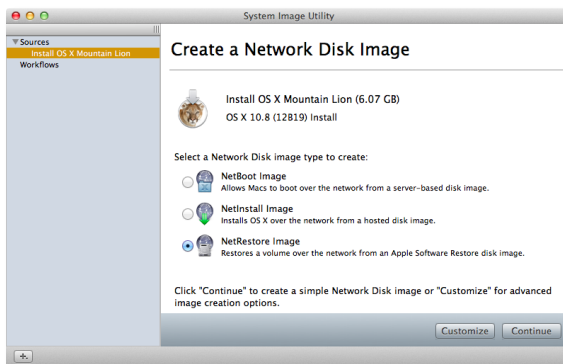 System Image Utility
▼Sources
Install OS X Mountain Lion
Workflows
Create a Network Disk Image
Install OS X Mountain Lion (6.07 GB)
OS X 10.8 (12B19) Install
Select a Network Disk image type to create:
NetBoot Image
Allows Macs to boot over the network from a server-based disk image.
NetInstall Image
Installs OS X over the network from a hosted disk image.
NetRestore Image
Restores a volume over the network from an Apple Software Restore disk image.
Click "Continue" to create a simple Network Disk image or "Customize" for advanced
image creation options.
Customize
Continue